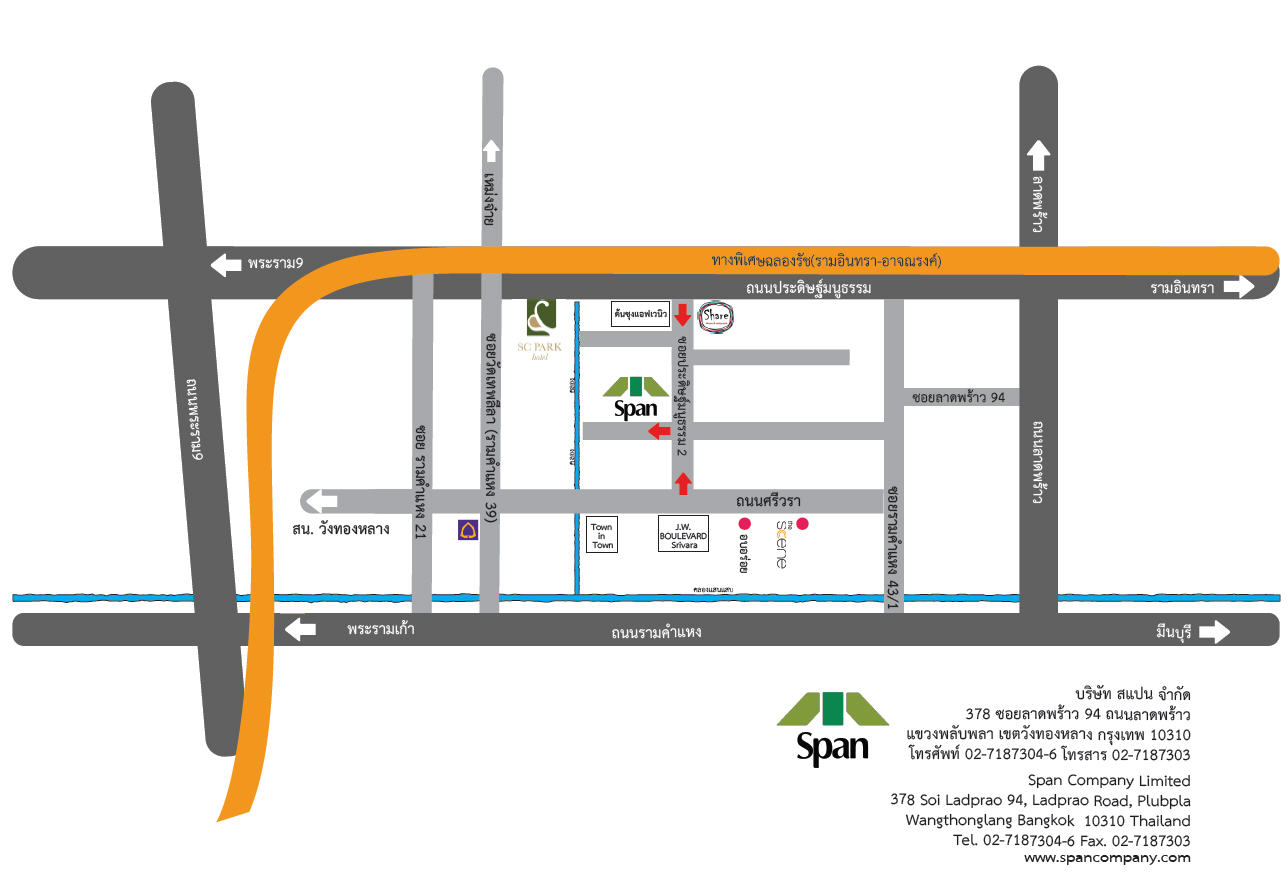 เหม่งจ๋าย
ลาดพร้าว
พระราม9
ทางพิเศษฉลองรัช(รามอินทรา-อาจณรงค์)
ถนนประดิษฐ์มนูธรรม
รามอินทรา
ต้นซุงแอฟเวนิว
Share
SC PARK
hotel
ถนนพระราม9
ซอยวัดเทพลีลา (รามคำแหง 39)
ซอยประดิษฐ์มนูธรรม 2
Span
ซอยลาดพร้าว 94
ซอย รามคำแหง 21
ถนนลาดพร้าว
ถนนศรีวรา
ซอยรามคำแหง 43/1
สน. วังทองหลาง
Town
in
Town
J.W.
BOULEVARD
Srivara
อบอร่อย
the
scene
คลองแสนแสบ
พระรามเก้า
ถนนรามคำแหง
มีนบุรี
Span
บริษัท สแปน จำกัด
378 ซอยลาดพร้าว 94 ถนนลาดพร้าว
แขวงพลับพลา เขตวังทองหลาง กรุงเทพ 10310
โทรศัพท์ 02-7187304-6 โทรสาร 02-7187303
Span Company Limited
378 Soi Ladprao 94, Ladprao Road, Plubpla
Wangthonglang Bangkok 10310 Thailand
Tel. 02-7187304-6 Fax. 02-7187303
www.spancompany.com